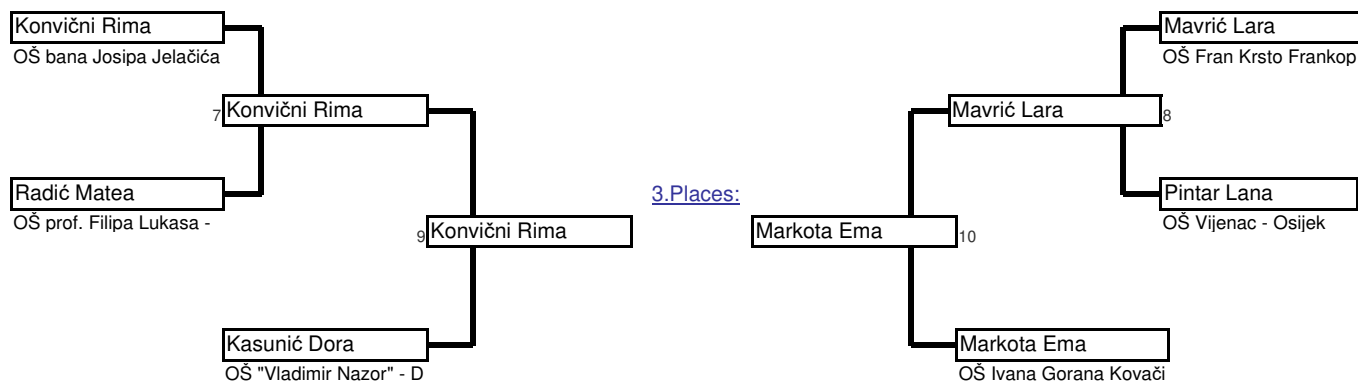 Konvični Rima
OŠ bana Josipa Jelačića
7
Konvični Rima
Radić Matea
OŠ prof. Filipa Lukasa -
9
Konvični Rima
Kasunić Dora
OŠ "Vladimir Nazor" - D
3.Places:
Mavrić Lara
OŠ Fran Krsto Frankop
Mavrić Lara
8
Pintar Lana
OŠ Vijenac - Osijek
Markota Ema
10
Markota Ema
OŠ Ivana Gorana Kovači